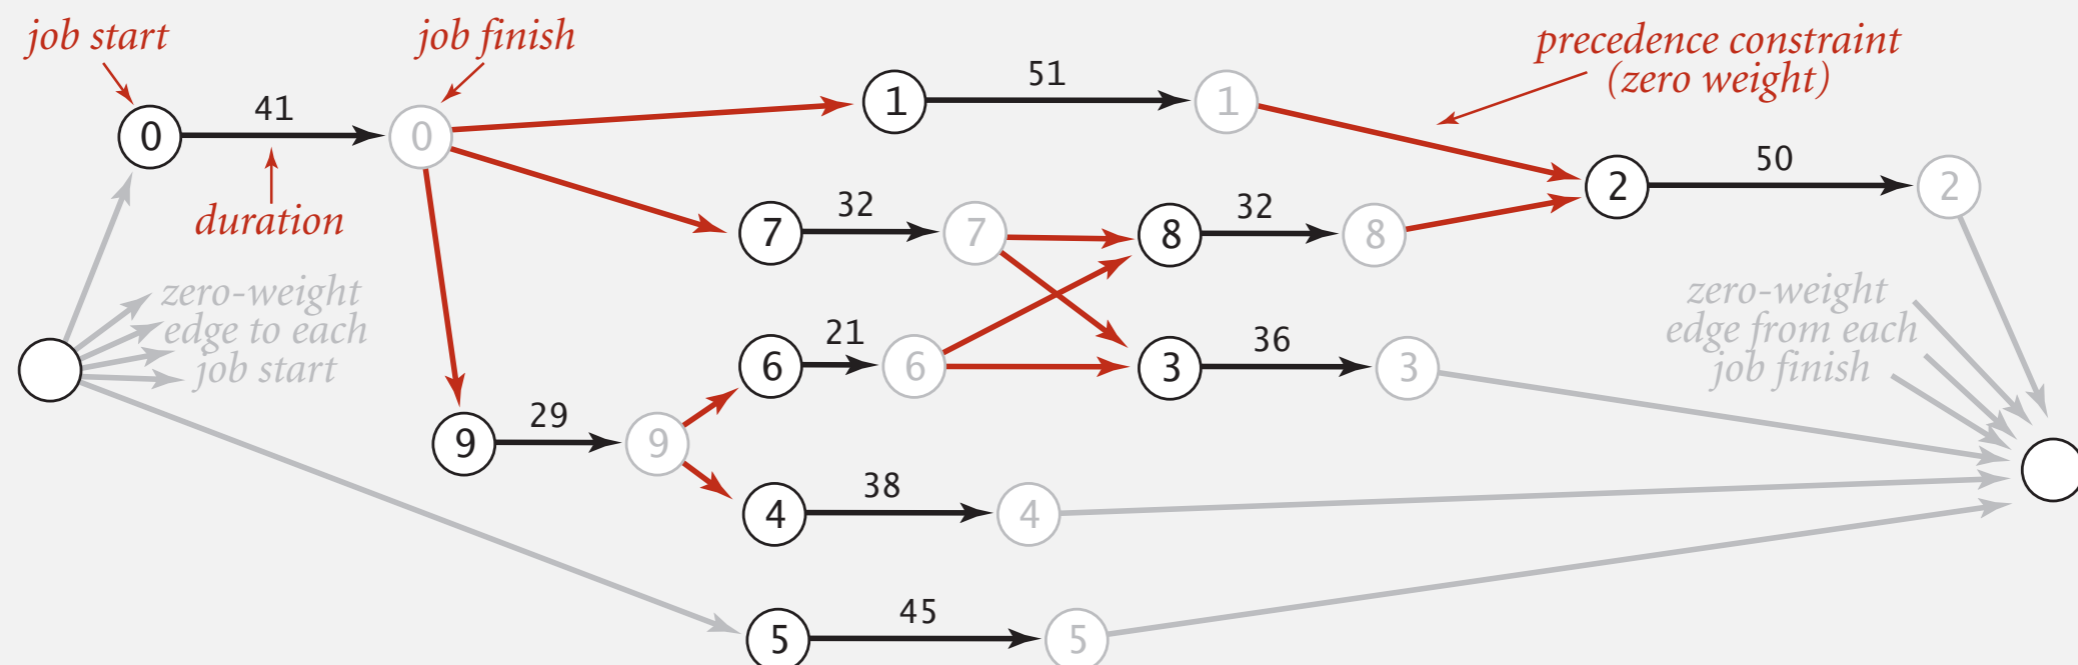 job start
job finish
precedence constraint
(zero weight)
51
1
1
41
0
0
50
2
2
32
32
7
7
8
8
duration
zero-weight
edge to each
job start
zero-weight
edge from each
job finish
21
36
6
6
3
3
29
9
9
38
4
4
45
5
5